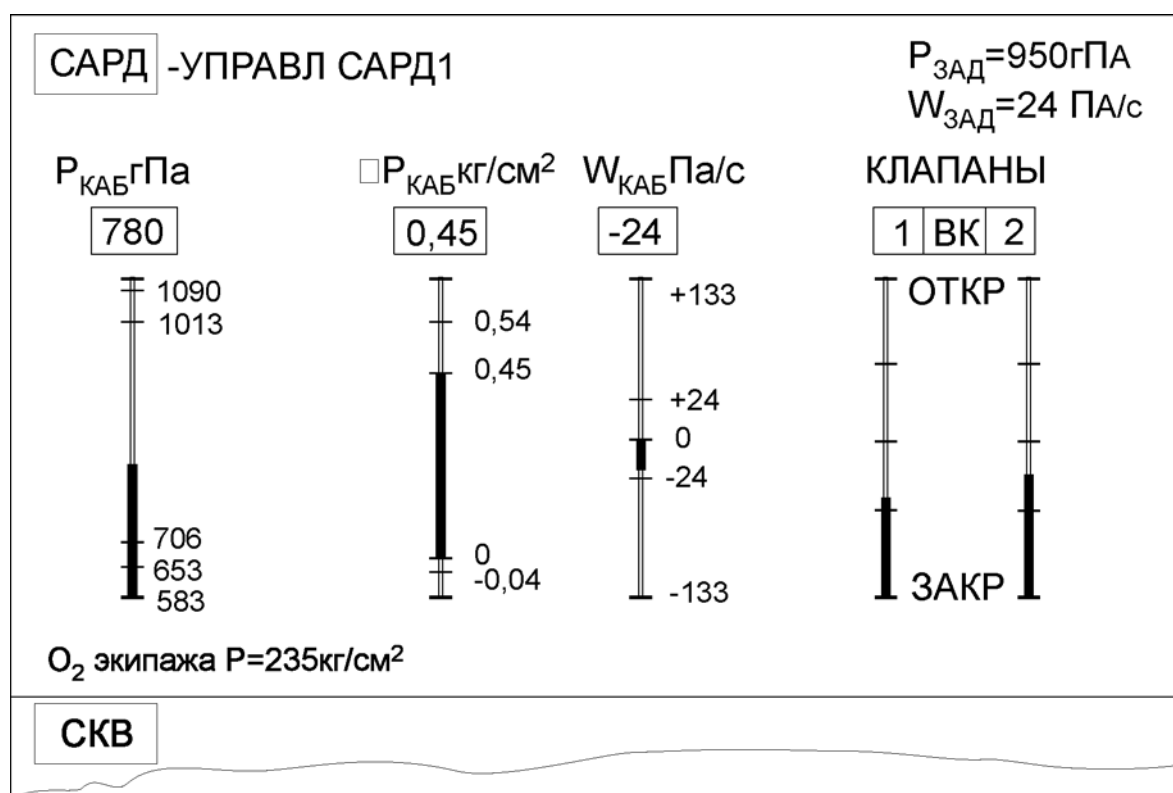 САРД -УПРАВЛ САРД1
PЗАД=950гПА
WЗАД=24 ПА/с
PКАБгПа
□PКАБкг/см²
WКАБПа/с
КЛАПАНЫ
780
0,45
-24
1 ВК 2
1090
1013
706
653
583
0,54
0,45
0
-0,04
+133
+24
0
-24
-133
ОТКР
ЗАКР
O₂ экипажа P=235кг/см²
СКВ